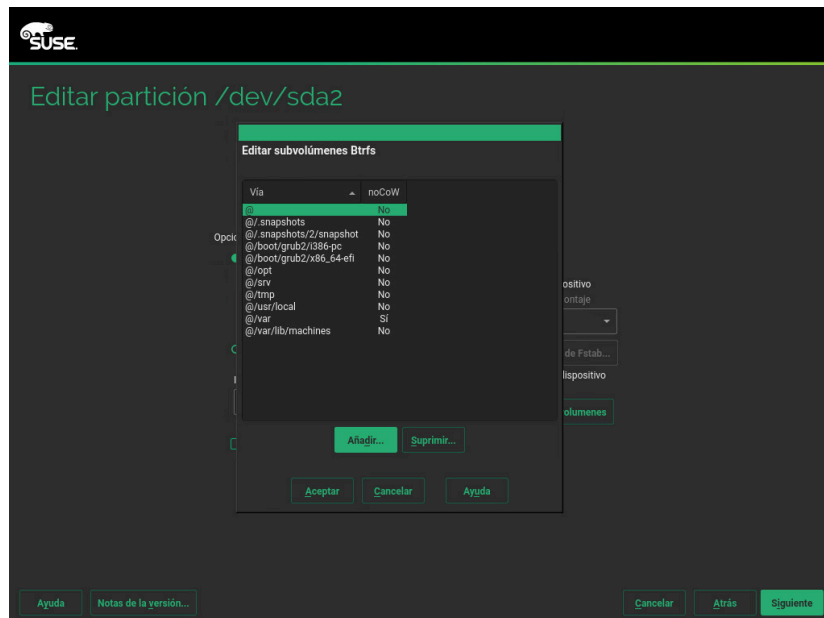 SUSE.
Editar partición /dev/sda2
Editar subvolúmenes Btrfs
Vía noCoW
@ No
@/.snapshots No
@/.snapshots/2/snapshot No
@/boot/grub2/i386-pc No
@/boot/grub2/x86_64-efi No
@/opt No
@/srv No
@/tmp No
@/usr/local No
@/var Sí
@/var/lib/machines No
Opcio
ositivo
ontaje
de Fstab...
dispositivo
olumenes
Añadir... Suprimir...
Aceptar Cancelar Ayuda
Ayuda Notas de la versión... Cancelar Atrás Siguiente